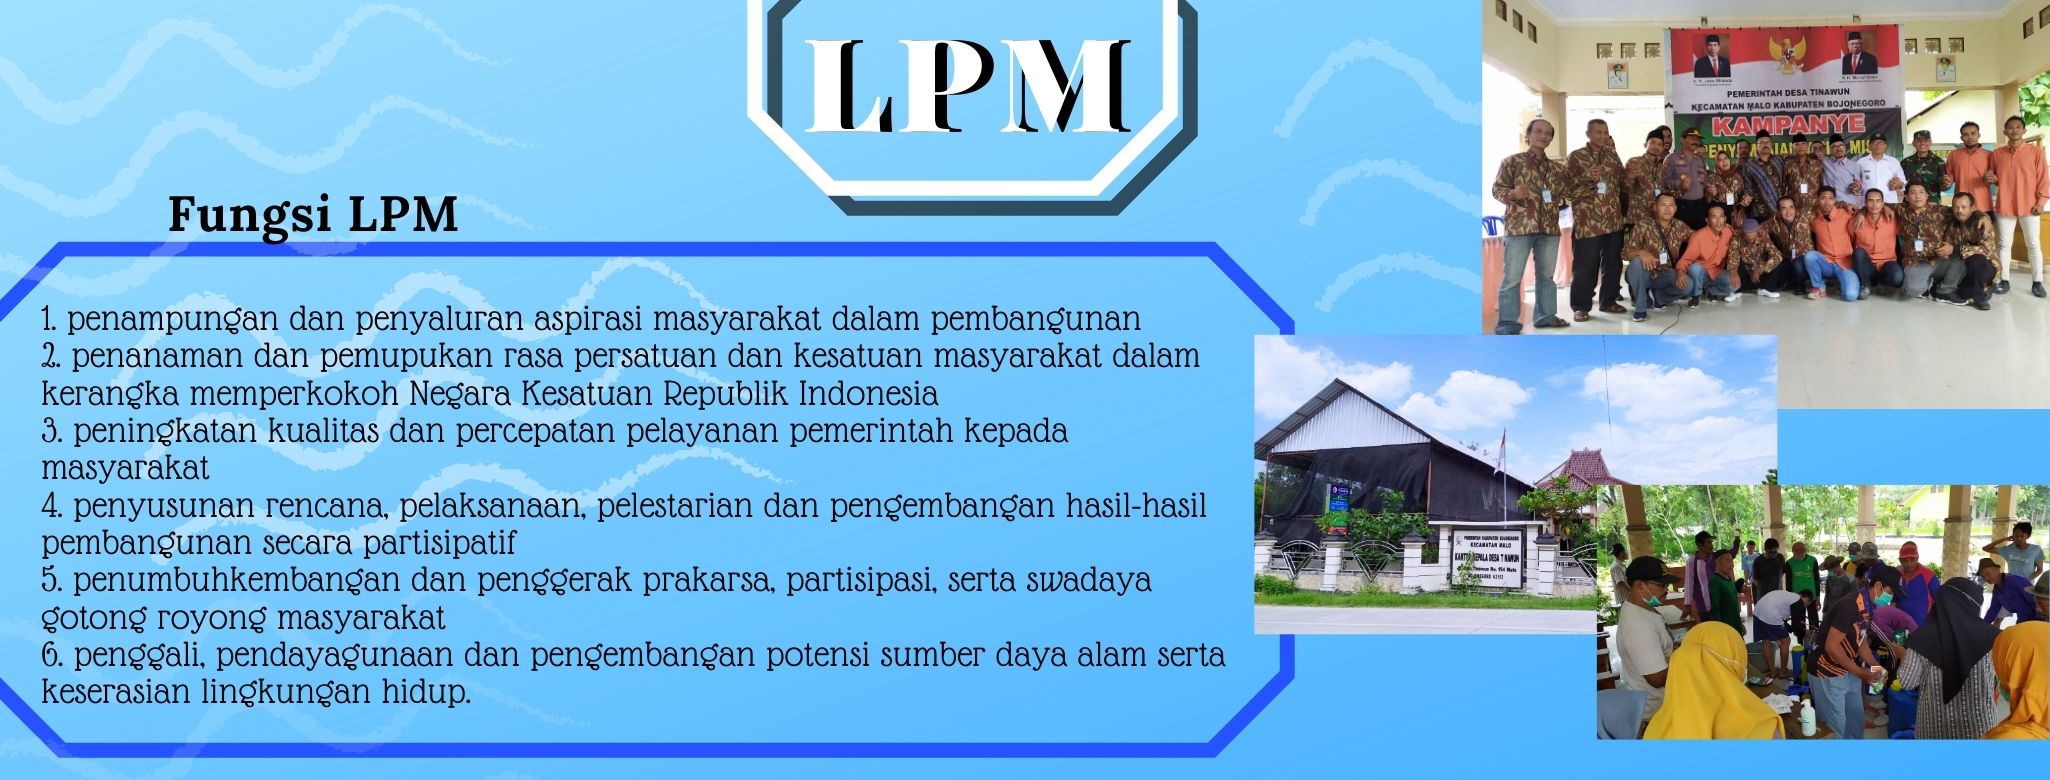 LPM
Fungsi LPM
1. penampungan dan penyaluran aspirasi masyarakat dalam pembangunan
2. penanaman dan pemupukan rasa persatuan dan kesatuan masyarakat dalam
kerangka memperkokoh Negara Kesatuan Republik Indonesia
3. peningkatan kualitas dan percepatan pelayanan pemerintah kepada
masyarakat
4. penyusunan rencana, pelaksanaan, pelestarian dan pengembangan hasil-hasil
pembangunan secara partisipatif
5. penumbuhkembangan dan penggerak prakarsa, partisipasi, serta swadaya
gotong royong masyarakat
6. penggali, pendayagunaan dan pengembangan potensi sumber daya alam serta
keserasian lingkungan hidup.
PEMERINTAH DESA TINAWUN
KECAMATAN MALO KABUPATEN BOJONEGORO
KAMPANYE
KECAMATAN MALO